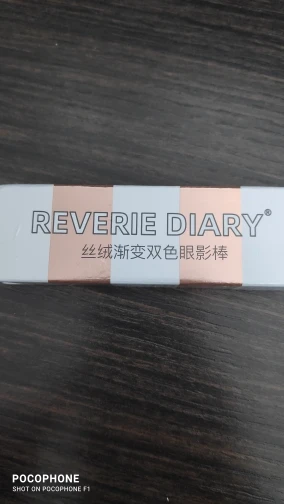 REVERIE DIARY®
丝绒渐变双色眼影棒
POCOPHONE
SHOT ON POCOPHONE F1